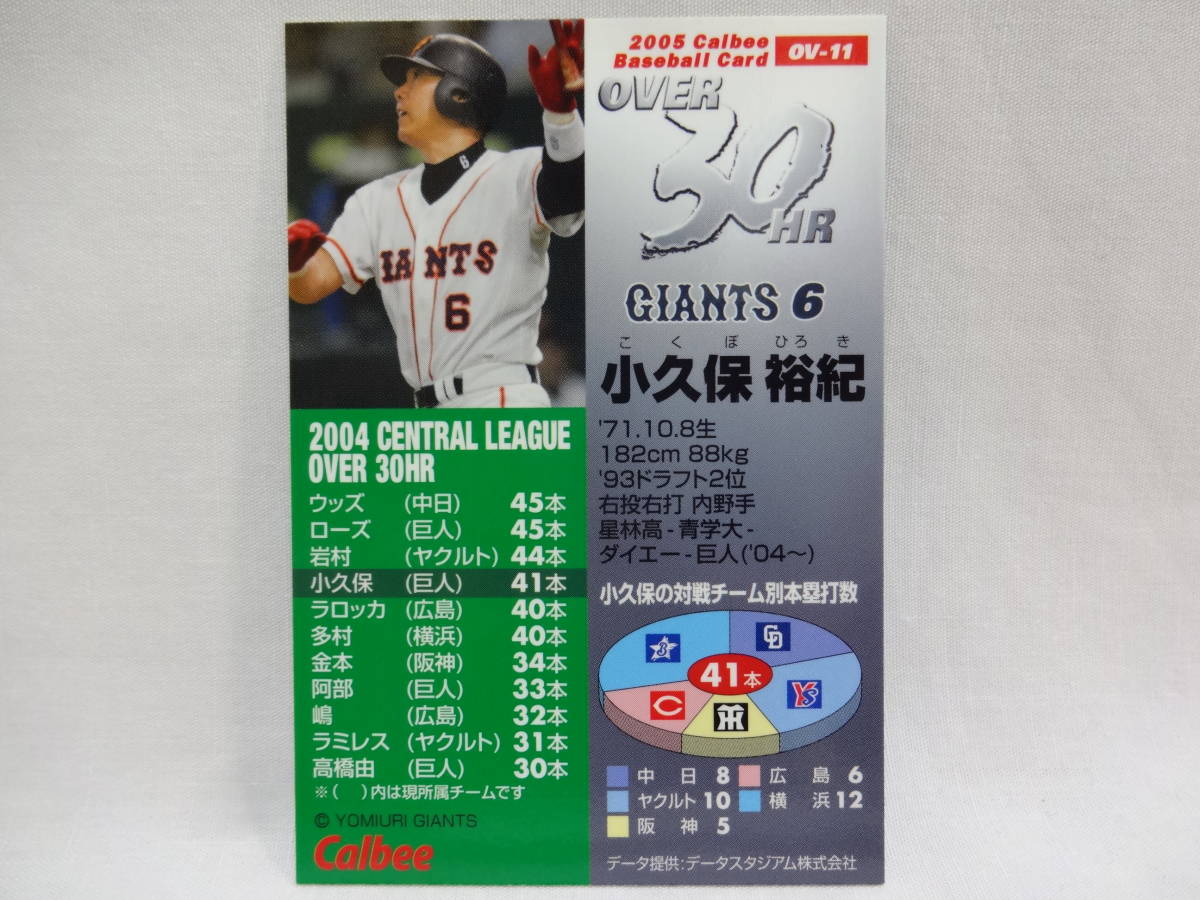 2005 Calbee
Baseball Card
OV-11
OVER
30
HR
GIANTS 6
こくぼ ひろき
小久保 裕紀
'71.10.8生
182cm 88kg
'93ドラフト2位
右投右打 内野手
星林高-青学大-
ダイエー-巨人('04〜)
小久保の対戦チーム別本塁打数
41本
中日 8 広島 6
ヤクルト 10 横浜 12
阪神 5
データ提供:データスタジアム株式会社
6
IANTS
6
2004 CENTRAL LEAGUE
OVER 30HR
ウッズ (中日) 45本
ローズ (巨人) 45本
岩村 (ヤクルト) 44本
小久保 (巨人) 41本
ラロッカ (広島) 40本
多村 (横浜) 40本
金本 (阪神) 34本
阿部 (巨人) 33本
嶋 (広島) 32本
ラミレス (ヤクルト) 31本
高橋由 (巨人) 30本
※( )内は現所属チームです
© YOMIURI GIANTS
Calbee